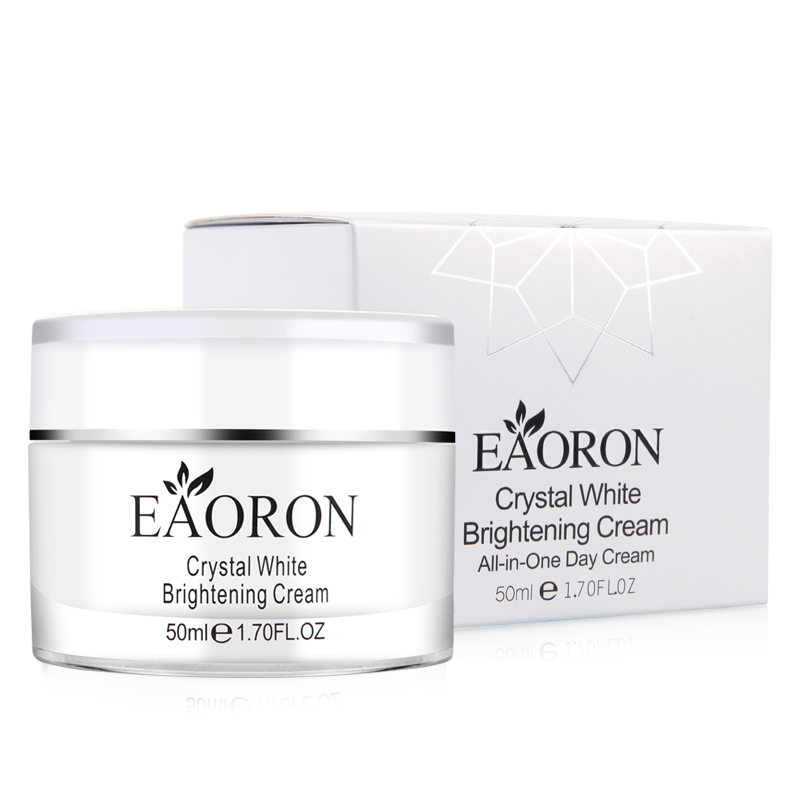 EAORON
Crystal White
Brightening Cream
50ml e 1.70FL.OZ
EAORON
Crystal White
Brightening Cream
All-in-One Day Cream
50ml e 1.70FL.OZ